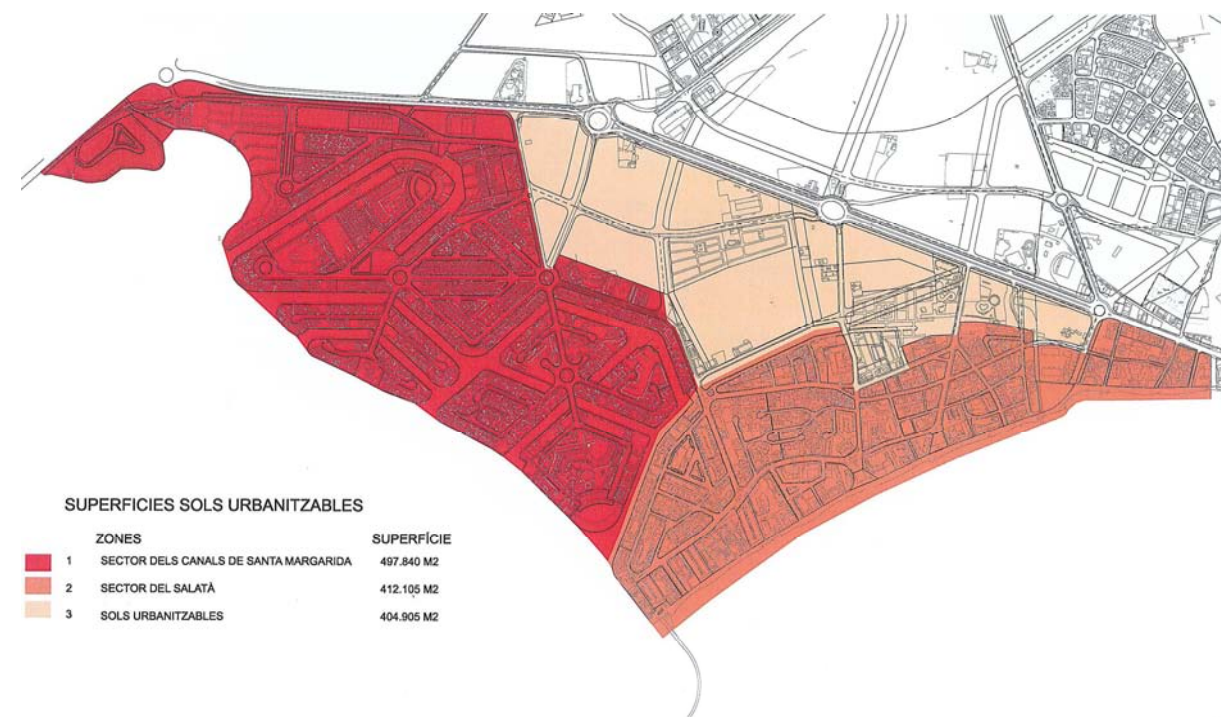 SUPERFICIES SOLS URBANITZABLES
ZONES SUPERFÍCIE
1 SECTOR DELS CANALS DE SANTA MARGARIDA 497.840 M2
2 SECTOR DEL SALATÀ 412.105 M2
3 SOLS URBANITZABLES 404.905 M2